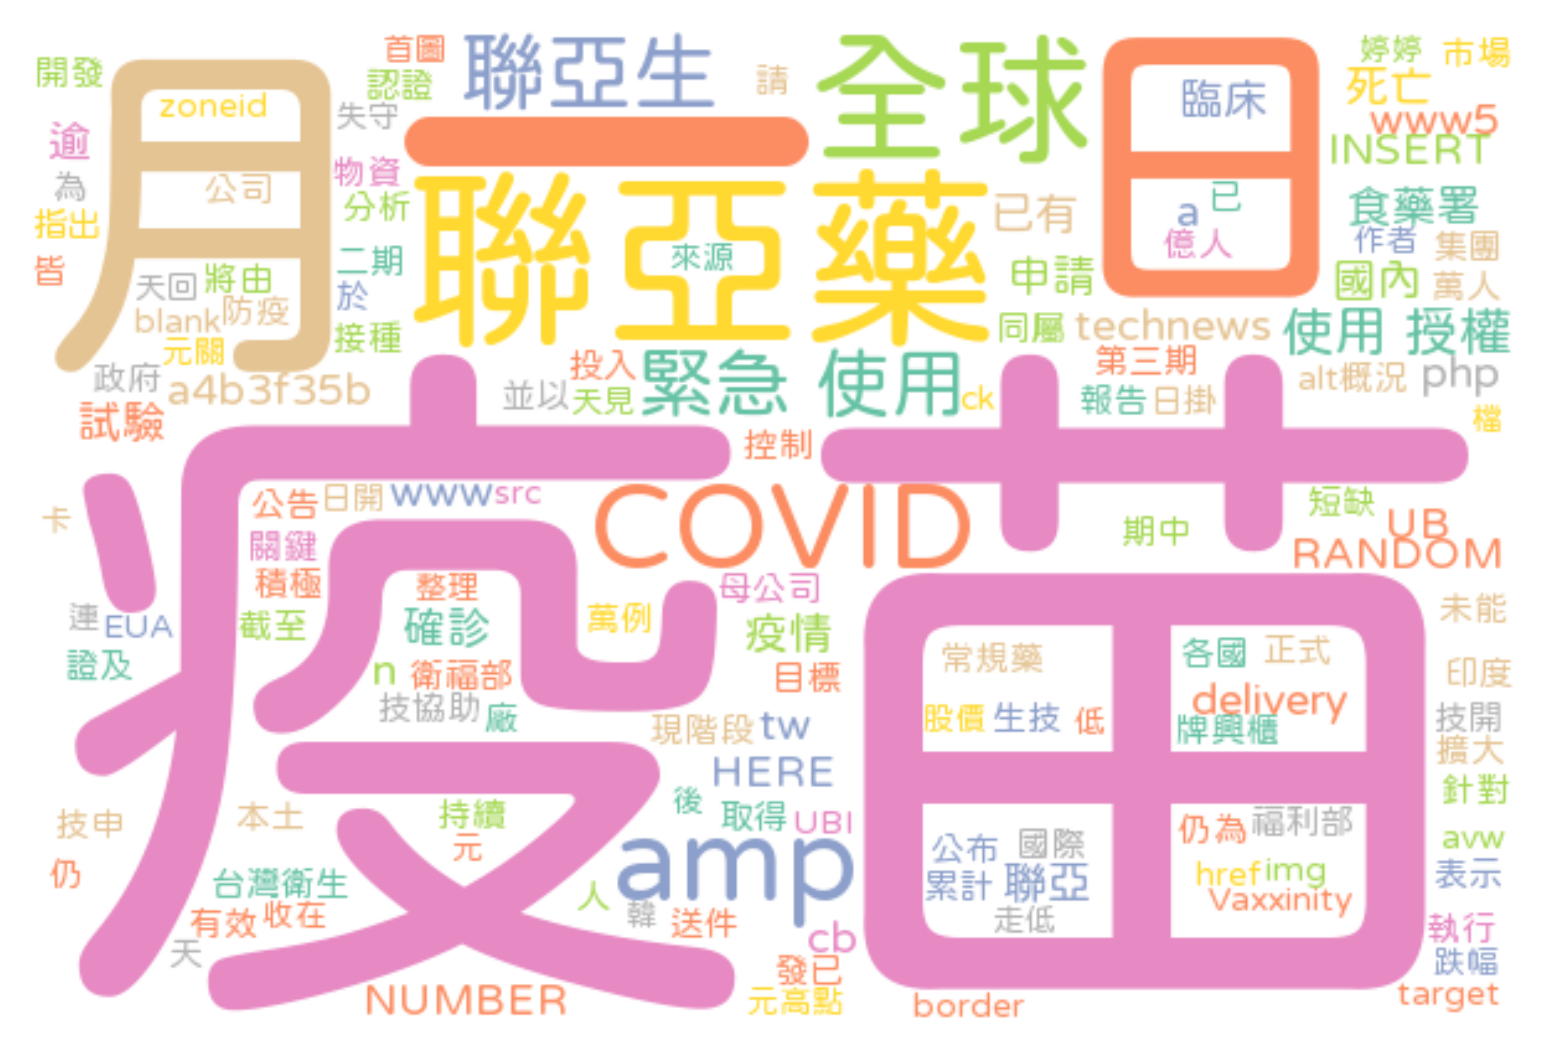 首圖
聯亞生
請
全球
日
婷婷
市場
開發
月
zoneid
認證
臨床
死亡
失守
一
www5
逾
INSERT
物資
為
公司
分析
聯亞藥
已有
a
已
食藥署
指出
億人
作者
集團
皆
二期
來源
申請
國內
萬人
天回
將由
於
blank
防疫
接種
同屬
technews
使用 授權
元關
政府
a4b3f35b
投入
緊急 使用
第三期
alt概況
php
試驗
並以
天見
ck
報告
日掛
檔
疫苗
控制
卡
公告
日開
www
src
COVID
期中
短缺
UB
關鍵
RANDOM
積極
整理
母公司
未能
連
EUA
截至
確診
萬例
疫情
常規藥
各國
正式
證及
n
衛福部
目標
印度
技協助
廠
現階段
tw
股價
生技
低
delivery
牌興櫃
技開
擴大
HERE
針對
技申
本土
持續
後
取得
UBI
公布
國際
仍為
福利部
avw
仍
元
amp
累計
聯亞
href
img
表示
台灣衛生
Vaxxinity
有效
收在
人
韓
送件
走低
執行
天
cb
跌幅
發已
NUMBER
元高點
border
target